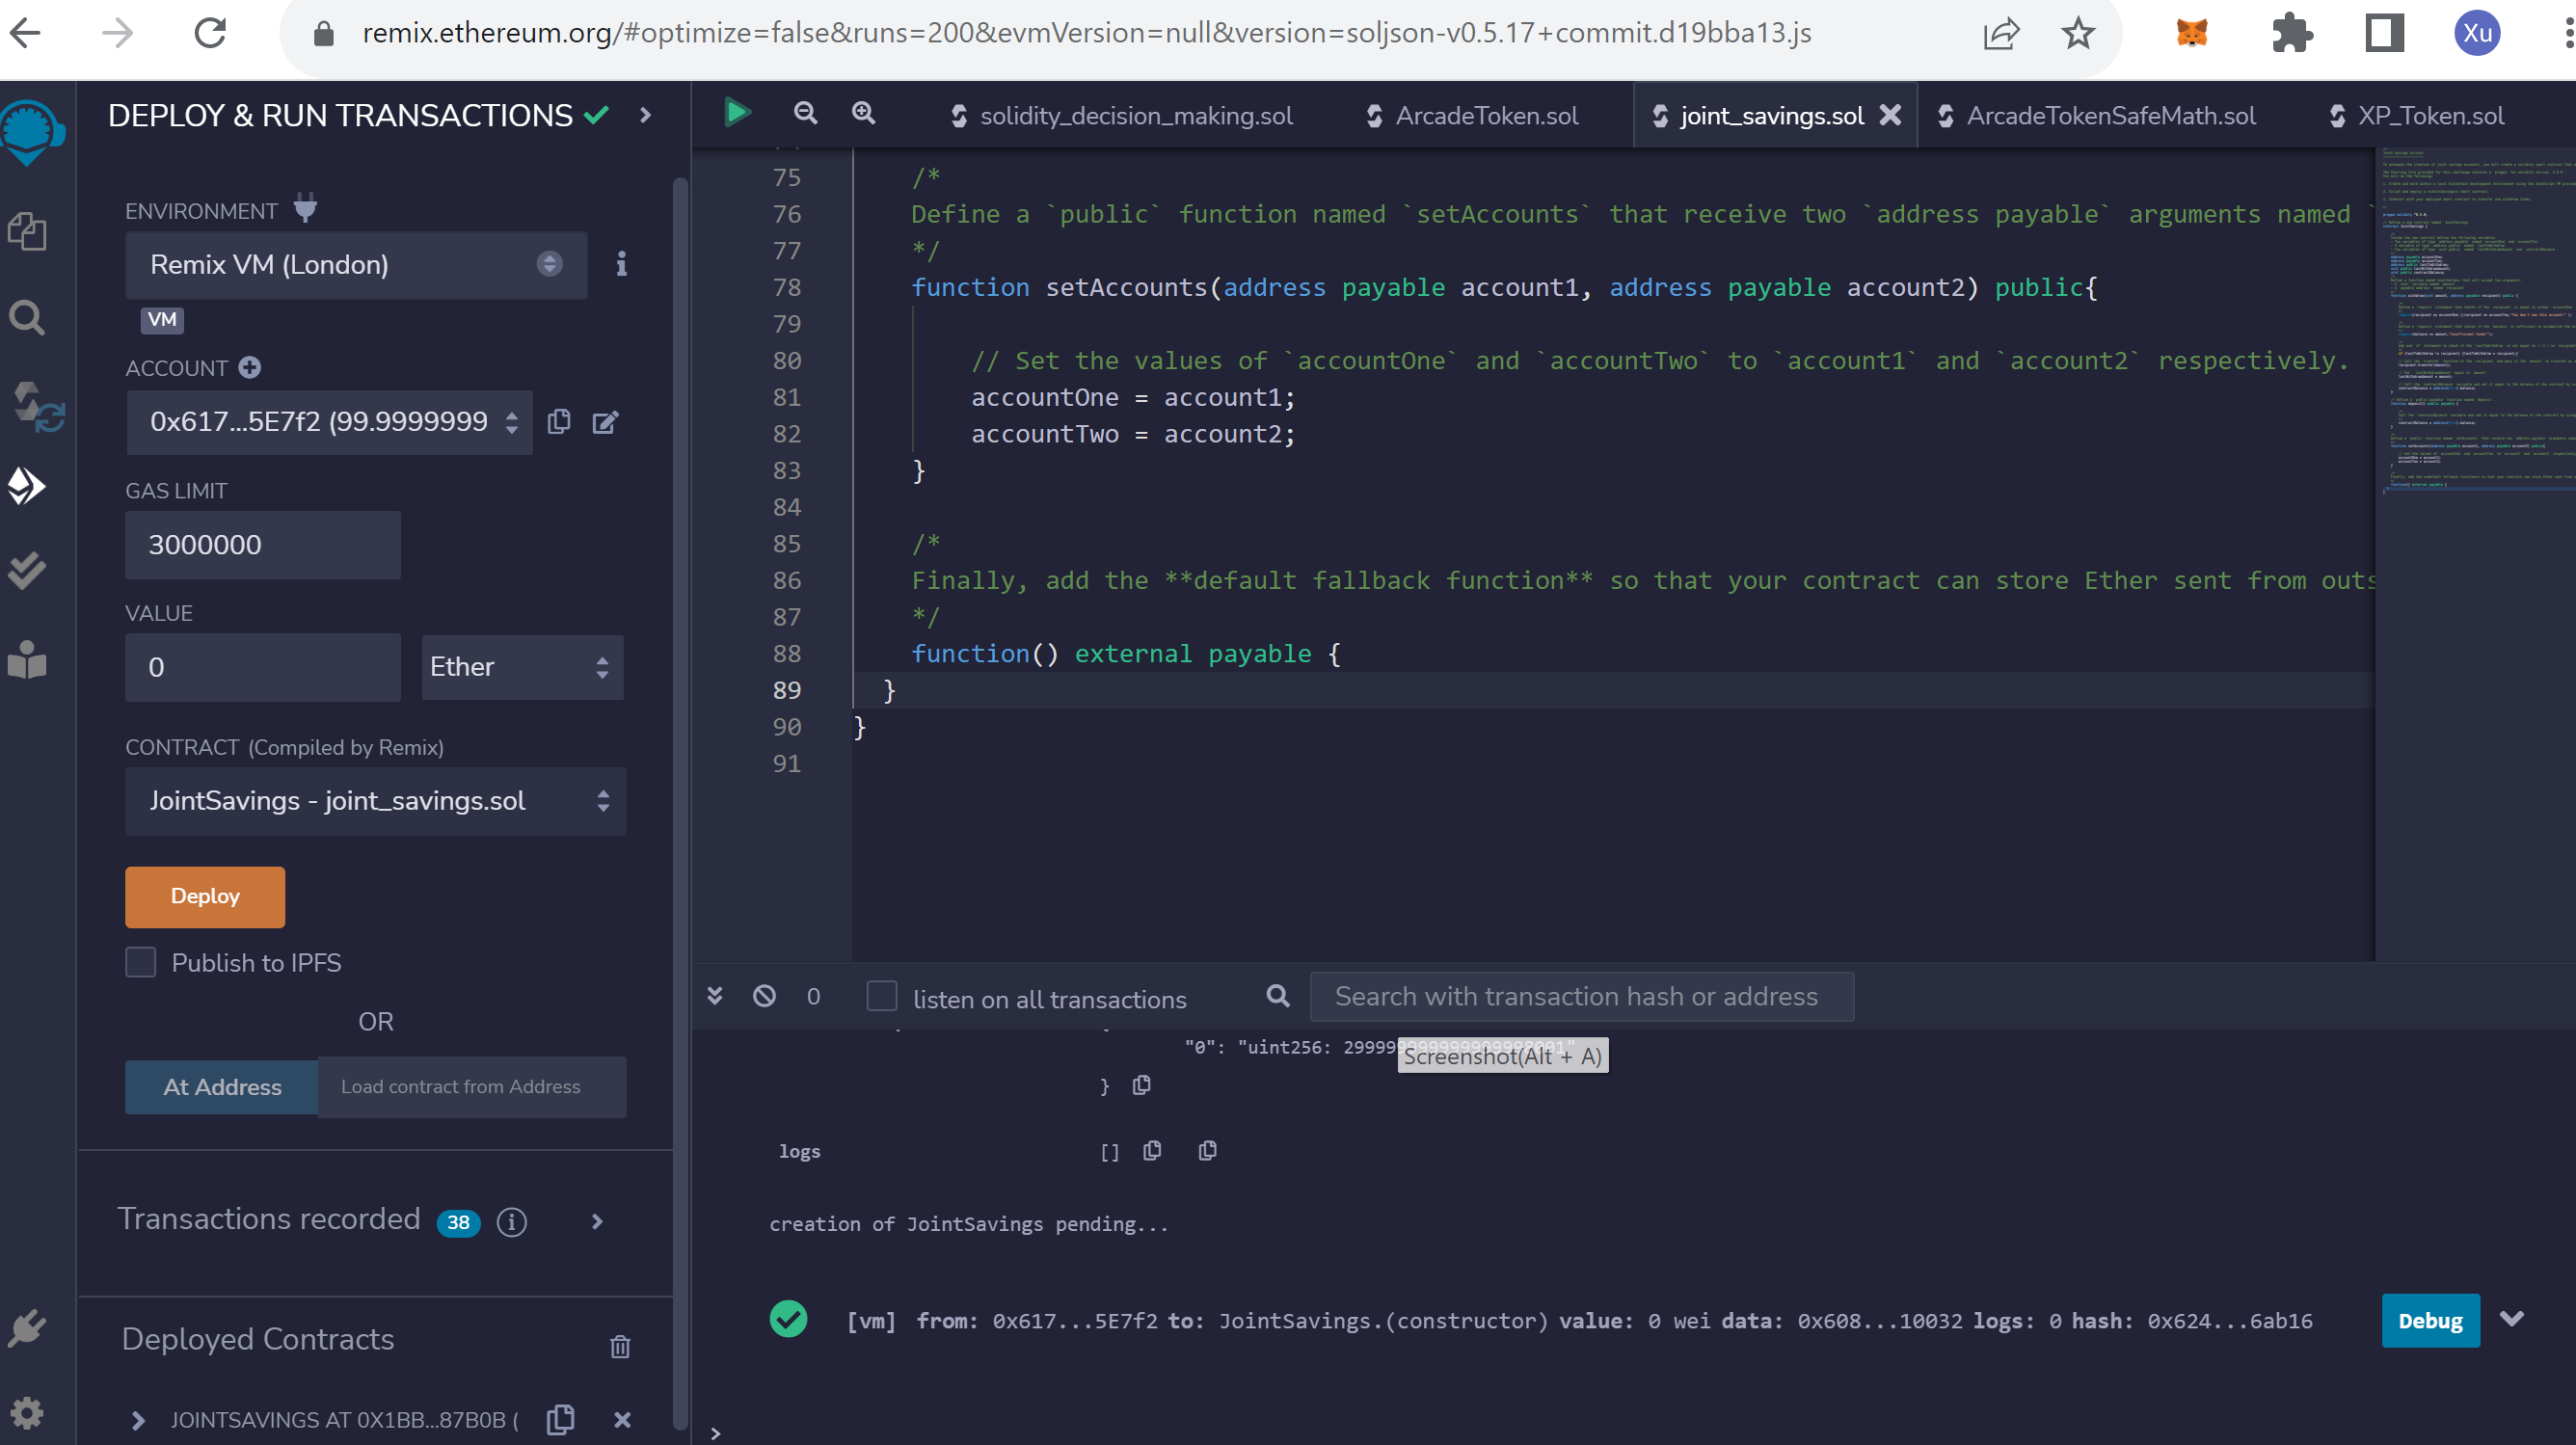 remix.ethereum.org/#optimize=false&runs=200&evmVersion=null&version=soljson-v0.5.17+commit.d19bba13.js
Xu
DEPLOY & RUN TRANSACTIONS
ENVIRONMENT
Remix VM (London)
VM
ACCOUNT
0x617...5E7f2 (99.9999999
GAS LIMIT
3000000
VALUE
0
Ether
CONTRACT (Compiled by Remix)
JointSavings - joint_savings.sol
Deploy
Publish to IPFS
OR
At Address
Load contract from Address
Transactions recorded 38
Deployed Contracts
JOINTSAVINGS AT 0X1BB...87B0B (
solidity_decision_making.sol
ArcadeToken.sol
joint_savings.sol
ArcadeTokenSafeMath.sol
XP_Token.sol
75 /*
76 Define a `public` function named `setAccounts` that receive two `address payable` arguments named `
77 */
78 function setAccounts(address payable account1, address payable account2) public{
79
80 // Set the values of `accountOne` and `accountTwo` to `account1` and `account2` respectively.
81 accountOne = account1;
82 accountTwo = account2;
83 }
84
85 /*
86 Finally, add the **default fallback function** so that your contract can store Ether sent from outs
87 */
88 function() external payable {
89 }
90 }
91
0
listen on all transactions
Search with transaction hash or address
"0": "uint256: 299999
Screenshot(Alt + A)
}
logs [ ]
creation of JointSavings pending...
[vm] from: 0x617...5E7f2 to: JointSavings.(constructor) value: 0 wei data: 0x608...10032 logs: 0 hash: 0x624...6ab16
Debug
>